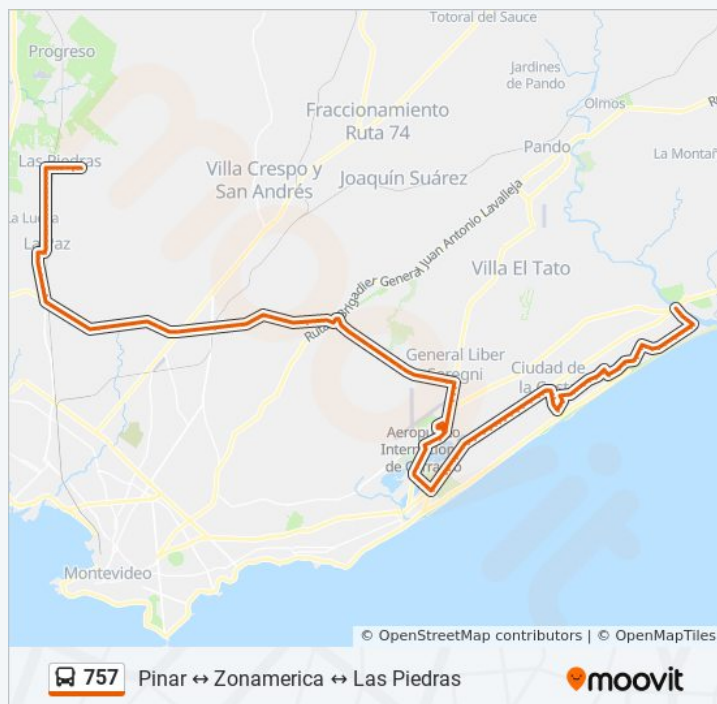 Totoral del Sauce
Progreso
Jardines
de Pando
Olmos
Fraccionamiento
Ruta 74
Pando
La Montañ
Las Piedras
Villa Crespo y
San Andrés
Joaquín Suárez
La Paz
Brigadier General Juan Antonio Lavalleja
Villa El Tato
Ruta
General Liber
Seregni
Ciudad de
la Costa
Aeropuerto
Internacional
de Carrasco
Montevideo
© OpenStreetMap contributors | © OpenMapTiles
757 Pinar ↔ Zonamerica ↔ Las Piedras
moovit